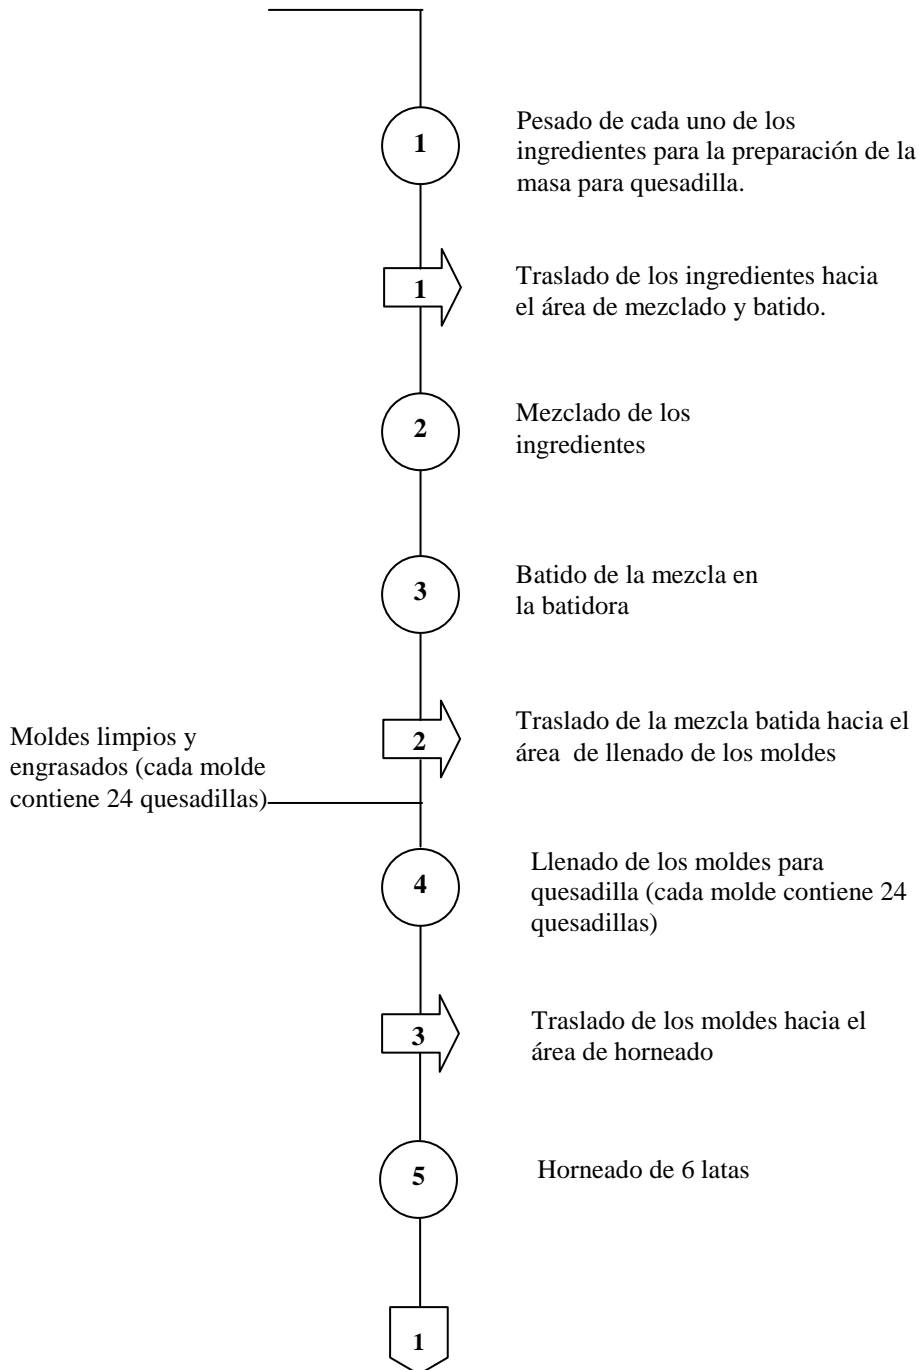 1
Pesado de cada uno de los
ingredientes para la preparación de la
masa para quesadilla.
1
Traslado de los ingredientes hacia
el área de mezclado y batido.
2
Mezclado de los
ingredientes
3
Batido de la mezcla en
la batidora
2
Traslado de la mezcla batida hacia el
área de llenado de los moldes
Moldes limpios y
engrasados (cada molde
contiene 24 quesadillas)
4
Llenado de los moldes para
quesadilla (cada molde contiene 24
quesadillas)
3
Traslado de los moldes hacia el
área de horneado
5
Horneado de 6 latas
1